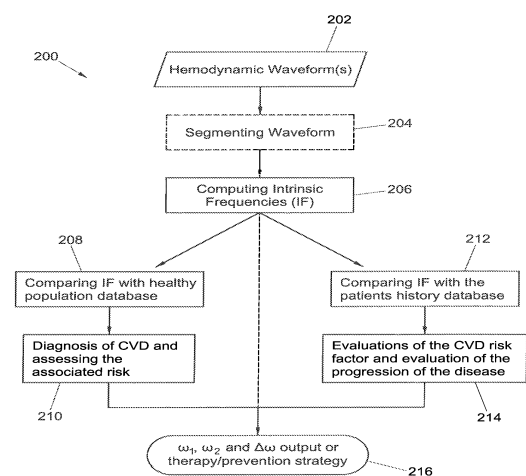 202
200
Hemodynamic Waveform(s)
Segmenting Waveform
204
Computing Intrinsic
Frequencies (IF)
206
208
212
Comparing IF with healthy
population database
Comparing IF with the
patients history database
Diagnosis of CVD and
assessing the
associated risk
Evaluations of the CVD risk
factor and evaluation of the
progression of the disease
210
214
ω1, ω2 and Δω output or
therapy/prevention strategy
216